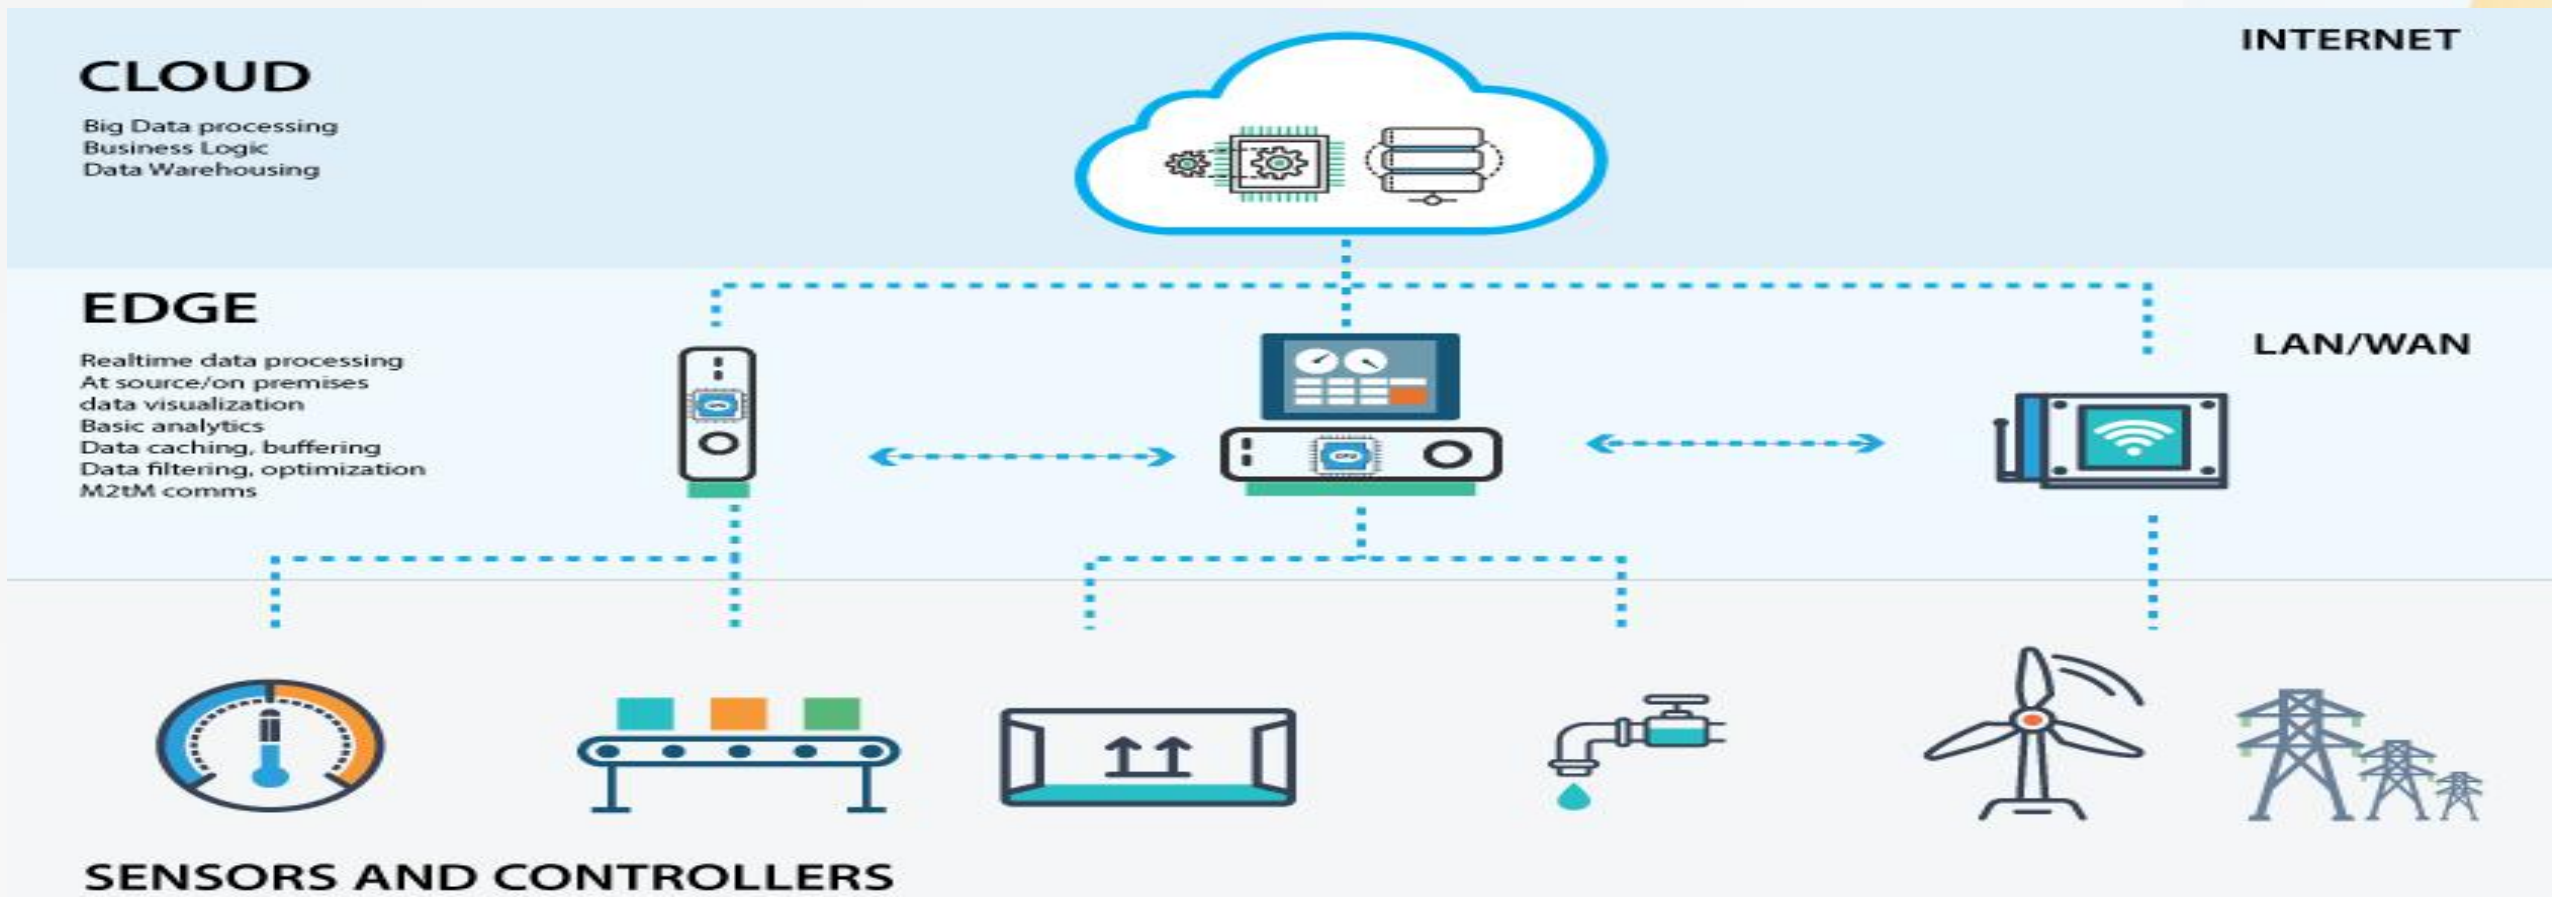 CLOUD
INTERNET
Big Data processing
Business Logic
Data Warehousing
EDGE
LAN/WAN
Realtime data processing
At source/on premises
data visualization
Basic analytics
Data caching, buffering
Data filtering, optimization
M2tM comms
SENSORS AND CONTROLLERS